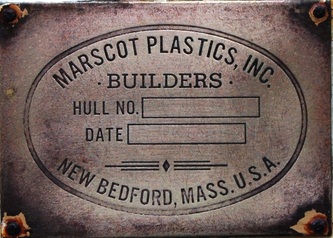 MARSCOT PLASTICS, INC.
· BUILDERS ·
HULL NO.
DATE
NEW BEDFORD, MASS. U.S.A.